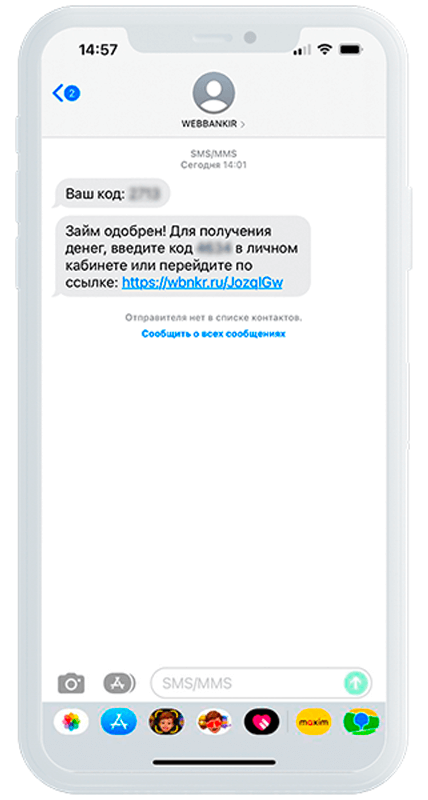 14:57
2
WEBBANKIR >
SMS/MMS
Сегодня 14:01
Ваш код:
Займ одобрен! Для получения
денег, введите код в личном
кабинете или перейдите по
ссылке: https://wbnkr.ru/JozqlGw
Отправителя нет в списке контактов.
Сообщить о всех сообщениях
SMS/MMS
maxim